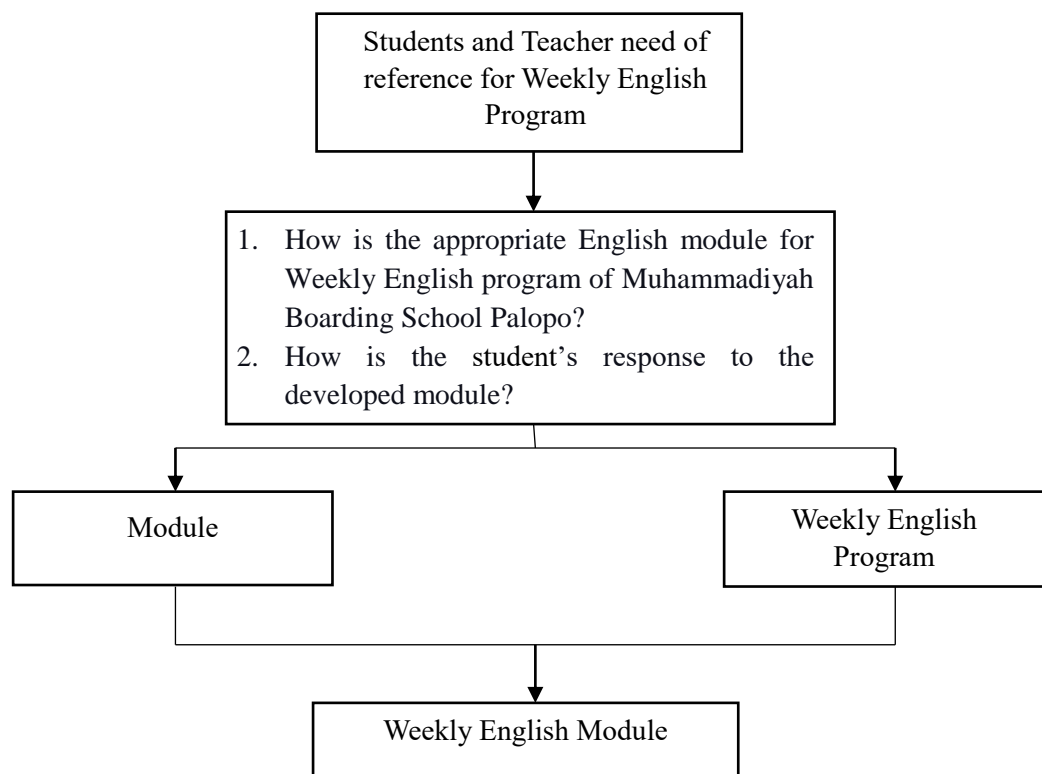 Students and Teacher need of
reference for Weekly English
Program
1. How is the appropriate English module for
Weekly English program of Muhammadiyah
Boarding School Palopo?
2. How is the student’s response to the
developed module?
Module
Weekly English
Program
Weekly English Module